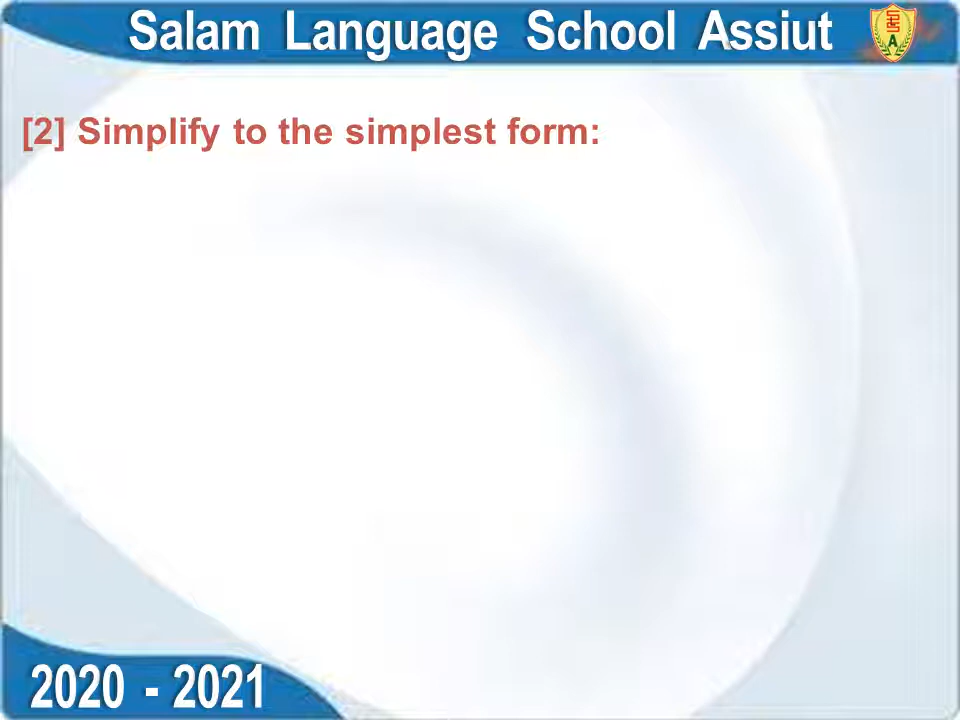 Salam Language School Assiut
[2] Simplify to the simplest form:
2020 - 2021